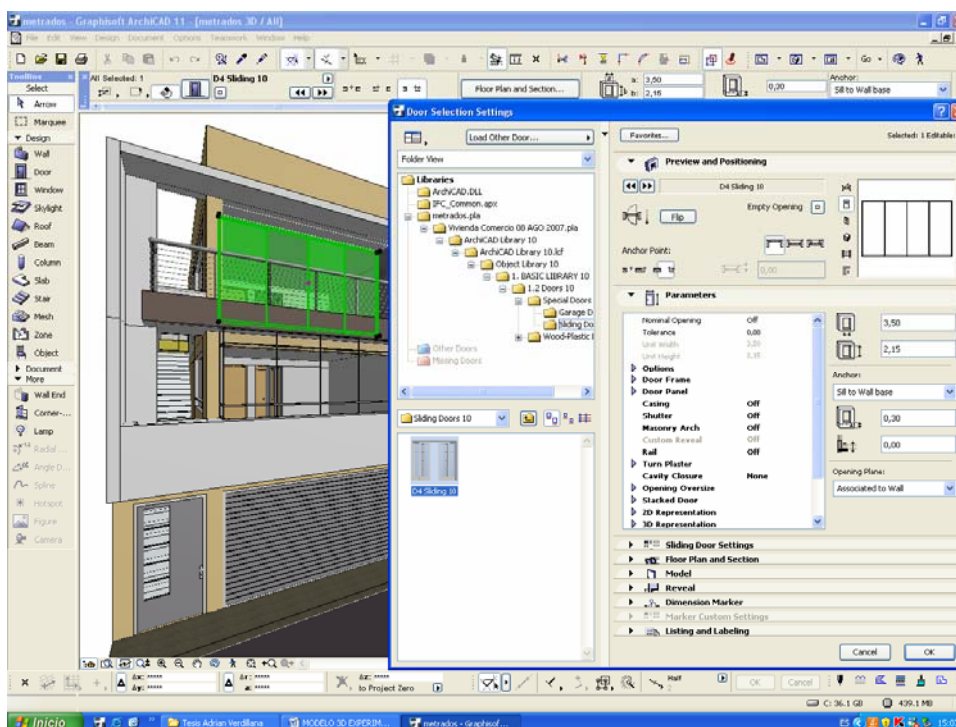 metrados - Graphisoft ArchiCAD 11 - [metrados 3D / All]
File Edit View Design Document Options Teamwork Window Help
ToolBox
Select
Arrow
Marquee
Design
Wall
Door
Window
Skylight
Roof
Beam
Column
Slab
Stair
Mesh
Zone
Object
Document
More
Wall End
Corner-...
Lamp
Radial ...
Angle D...
Spline
Hotspot
Figure
Camera
All Selected: 1
D4 Sliding 10
Floor Plan and Section...
a: 3,50
b: 2,15
0,30
Anchor:
Sill to Wall base
Go
Door Selection Settings
Load Other Door...
Folder View
Libraries
ArchiCAD.DLL
IFC_Common.apx
metrados.pla
Vivienda Comercio 08 AGO 2007.pla
ArchiCAD Library 10
ArchiCAD Library 10.lcf
Object Library 10
1. BASIC LIBRARY 10
1.2 Doors 10
Special Doors
Garage D
Sliding Do
Wood-Plastic
Other Doors
Missing Doors
Sliding Doors 10
D4 Sliding 10
Favorites...
Selected: 1 Editable:
Preview and Positioning
D4 Sliding 10
Flip
Empty Opening
Anchor Point:
0,00
Parameters
Nominal Opening Off
Tolerance 0,00
Unit Width 3,50
Unit Height 2,15
Options
Door Frame
Door Panel
Casing Off
Shutter Off
Masonry Arch Off
Custom Reveal Off
Rail Off
Turn Plaster
Cavity Closure None
Opening Oversize
Stacked Door
2D Representation
3D Representation
3,50
2,15
Anchor:
Sill to Wall base
0,30
0,00
Opening Plane:
Associated to Wall
Sliding Door Settings
Floor Plan and Section
Model
Reveal
Dimension Marker
Marker Custom Settings
Listing and Labeling
Cancel
OK
to Project Zero
Half
OK
Cancel
C: 36.1 GB
439.1 MB
Inicio
Tesis Adrian Verdillana
MODELO 3D EXPERIM...
metrados - Graphisof...
ES